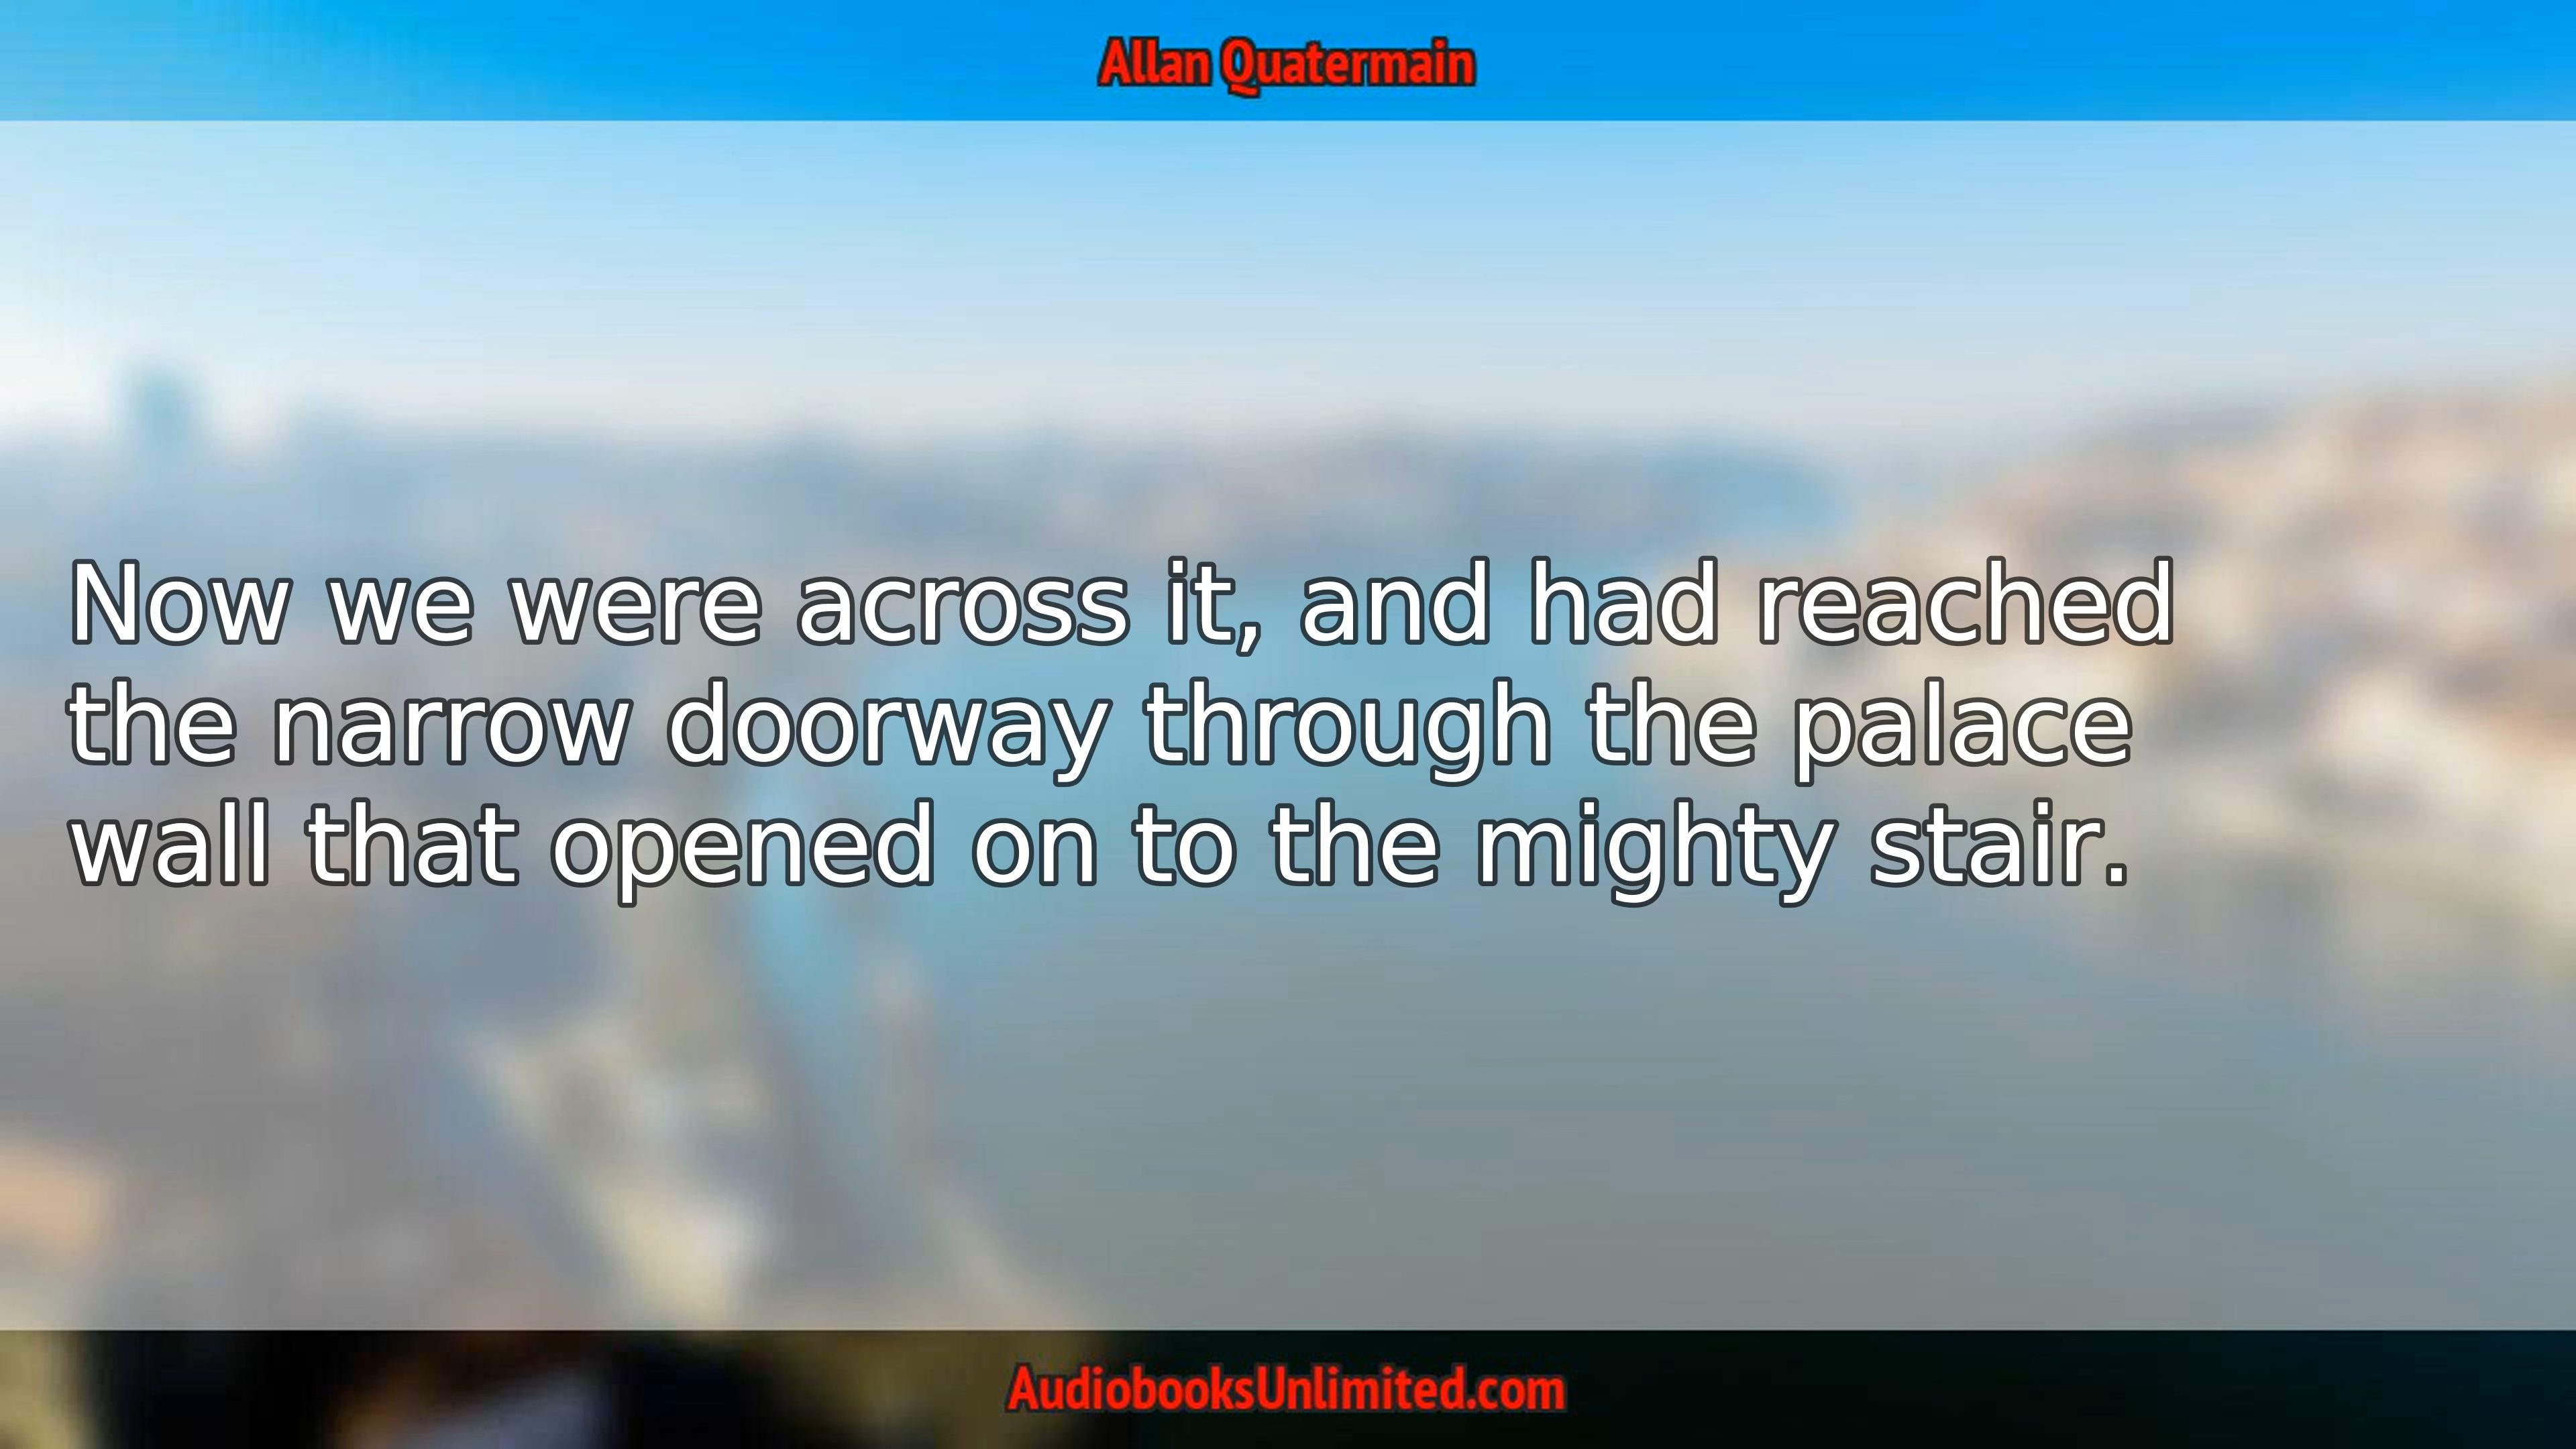 Allan Quatermain
Now we were across it, and had reached
the narrow doorway through the palace
wall that opened on to the mighty stair.
AudiobooksUnlimited.com